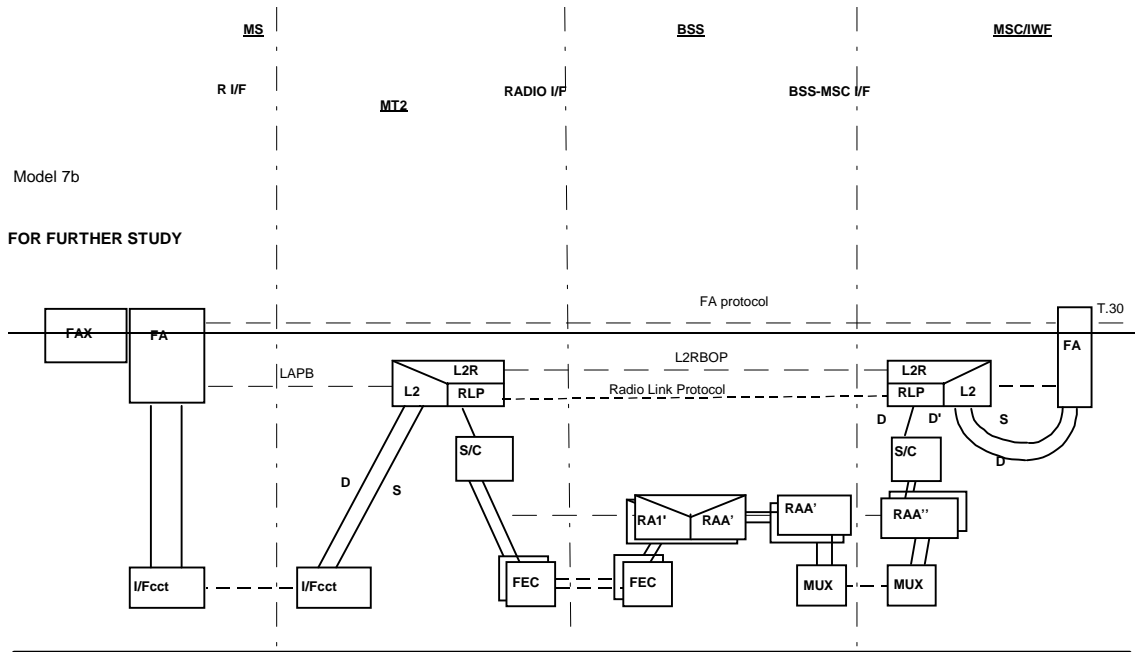 MS BSS MSC/IWF
R I/F RADIO I/F BSS-MSC I/F
MT2
Model 7b
FOR FURTHER STUDY
FA protocol T.30
FAX FA FA
LAPB L2R L2RBOP L2R
L2 RLP Radio Link Protocol RLP L2
D D' S
S/C S/C
D S D
RA1' RAA’ RAA’ RAA’’
I/Fcct I/Fcct FEC FEC MUX MUX